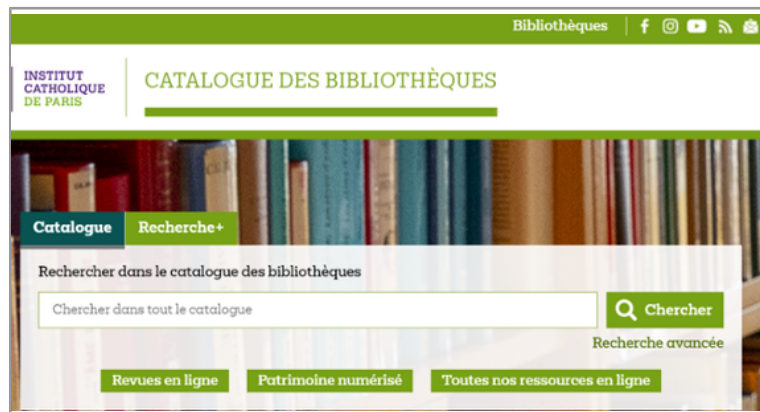 Bibliothèques
INSTITUT
CATHOLIQUE
DE PARIS
CATALOGUE DES BIBLIOTHÈQUES
Catalogue
Recherche+
Rechercher dans le catalogue des bibliothèques
Chercher dans tout le catalogue
Chercher
Recherche avancée
Revues en ligne
Patrimoine numérisé
Toutes nos ressources en ligne